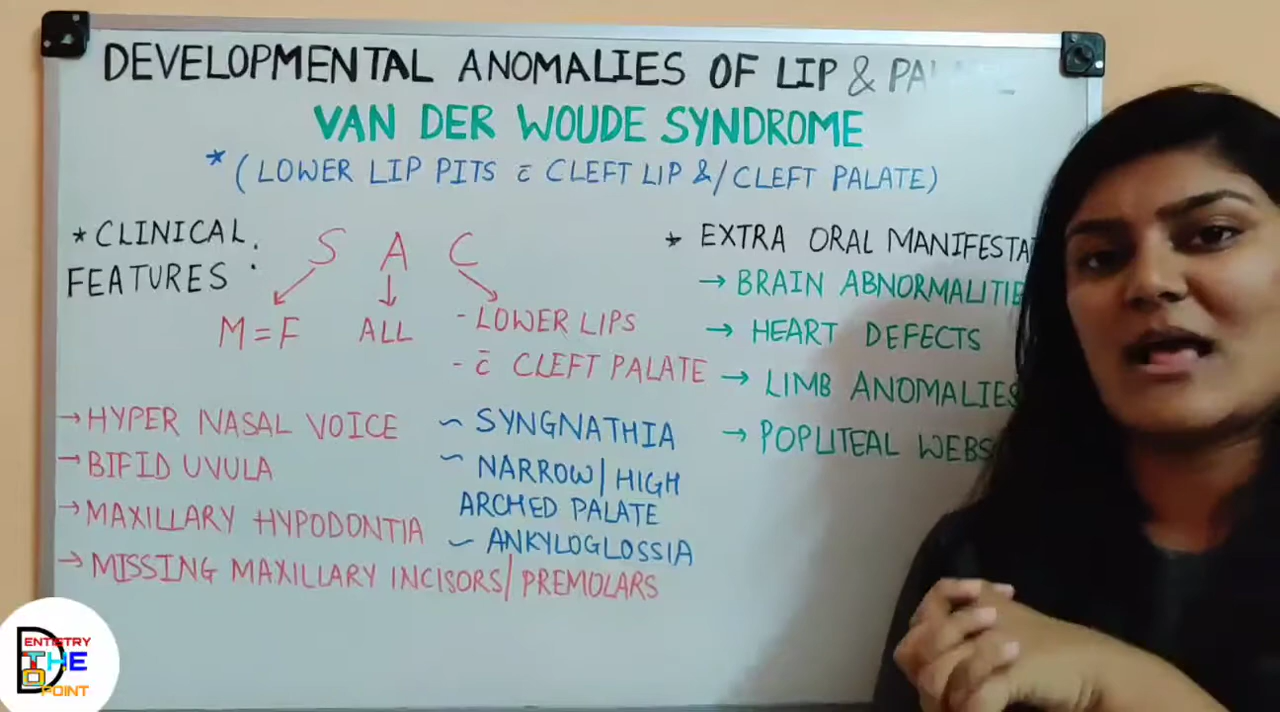 DEVELOPMENTAL ANOMALIES OF LIP &
VAN DER WOUDE SYNDROME
* (LOWER LIP PITS c̄ CLEFT LIP &/CLEFT PALATE)
* CLINICAL
FEATURES :
S A C
M = F
ALL
- LOWER LIPS
- c̄ CLEFT PALATE
→ HYPER NASAL VOICE
→ BIFID UVULA
→ MAXILLARY HYPODONTIA
→ MISSING MAXILLARY INCISORS/PREMOLARS
~ SYNGNATHIA
~ NARROW/HIGH
ARCHED PALATE
~ ANKYLOGLOSSIA
* EXTRA ORAL MANIFESTA
→ BRAIN ABNORMALITIE
→ HEART DEFECTS
→ LIMB ANOMALIES
→ POPLITEAL WEBS
DENTISTRY
THE
TO
POINT